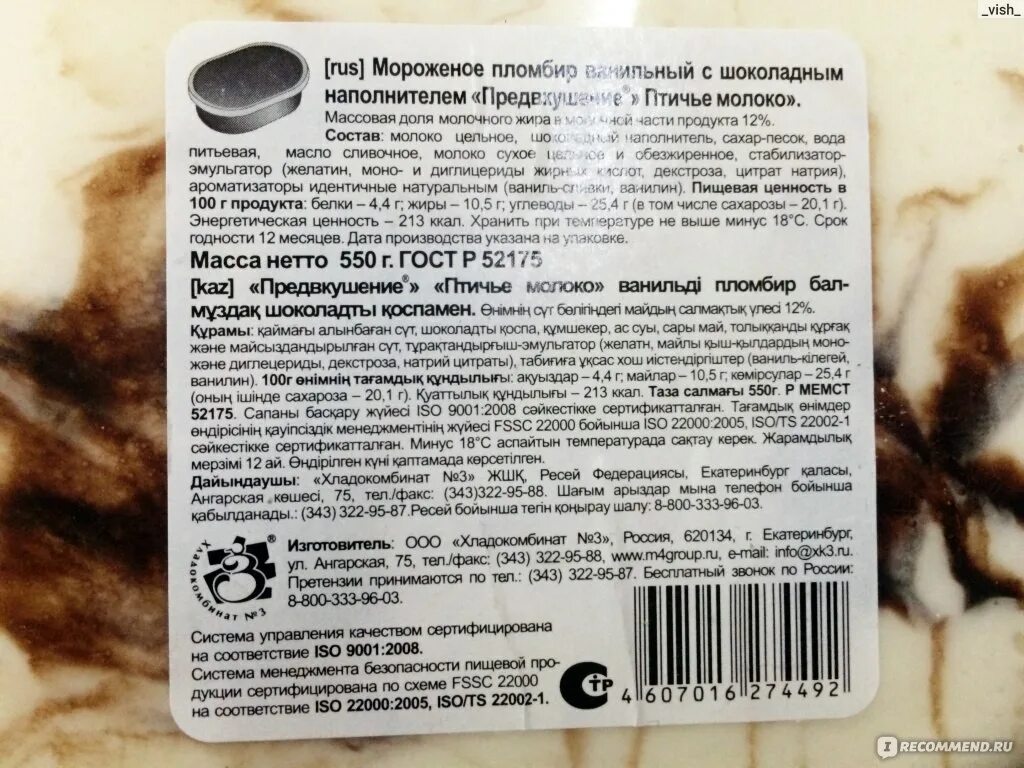 _vish_
[rus] Мороженое пломбир ванильный с шоколадным
наполнителем «Предвкушение® » Птичье молоко».
Массовая доля молочного жира в молочной части продукта 12%.
Состав: молоко цельное, шоколадный наполнитель, сахар-песок, вода
питьевая, масло сливочное, молоко сухое цельное и обезжиренное, стабилизатор-
эмульгатор (желатин, моно- и диглицериды жирных кислот, декстроза, цитрат натрия),
ароматизаторы идентичные натуральным (ваниль-сливки, ванилин). Пищевая ценность в
100 г продукта: белки – 4,4 г; жиры – 10,5 г; углеводы – 25,4 г (в том числе сахарозы – 20,1 г).
Энергетическая ценность – 213 ккал. Хранить при температуре не выше минус 18°С. Срок
годности 12 месяцев. Дата производства указана на упаковке.
Масса нетто 550 г. ГОСТ Р 52175
[kaz] «Предвкушение® » «Птичье молоко» ванильді пломбир бал-
мұздақ шоколадты қоспамен. Өнімнің сүт бөлігіндегі майдың салмақтық үлесі 12%.
Құрамы: қаймағы алынбаған сүт, шоколадты қоспа, құмшекер, ас суы, сары май, толыққанды құрғақ
және майсыздандырылған сүт, тұрақтандырғыш-эмульгатор (желатн, майлы қыш-қылдардың моно-
және диглецериды, декстроза, натрий цитраты), табиғиға ұқсас хош иістендіргіштер (ваниль-кілегей,
ванилин). 100г өнімнің тағамдық құндылығы: ақуыздар – 4,4 г; майлар – 10,5 г; көмірсулар – 25,4 г
(оның ішінде сахароза – 20,1 г). Қуаттылық құндылығы – 213 ккал. Таза салмағы 550г. Р МЕМСТ
52175. Сапаны басқару жүйесі ISO 9001:2008 сәйкестікке сертификатталған. Тағамдық өнімдер
өндірісінің қауіпсіздік менеджментінің жүйесі FSSC 22000 бойынша ISO 22000:2005, ISO/TS 22002-1
сәйкестікке сертификатталған. Минус 18°С аспайтын температурада сақтау керек. Жарамдылық
мерзімі 12 ай. Өндірілген күні қаптамада көрсетілген.
Дайындаушы: «Хладокомбинат №3» ЖШҚ, Ресей Федерациясы, Екатеринбург қаласы,
Ангарская көшесі, 75, тел./факс: (343)322-95-88. Шағым арыздар мына телефон бойынша
қабылданады.: (343) 322-95-87.Ресей бойынша тегін қоңырау шалу: 8-800-333-96-03.
Хладокомбинат №3 ®
Изготовитель: ООО «Хладокомбинат №3», Россия, 620134, г. Екатеринбург,
ул. Ангарская, 75, тел./факс: (343) 322-95-88, www.m4group.ru, e-mail: info@xk3.ru.
Претензии принимаются по тел.: (343) 322-95-87. Бесплатный звонок по России:
8-800-333-96-03.
Система управления качеством сертифицирована
на соответствие ISO 9001:2008.
Система менеджмента безопасности пищевой про-
дукции сертифицирована по схеме FSSC 22000
на соответствие ISO 22000:2005, ISO/TS 22002-1.
СТР
4 607016 274492
I RECOMMEND.RU